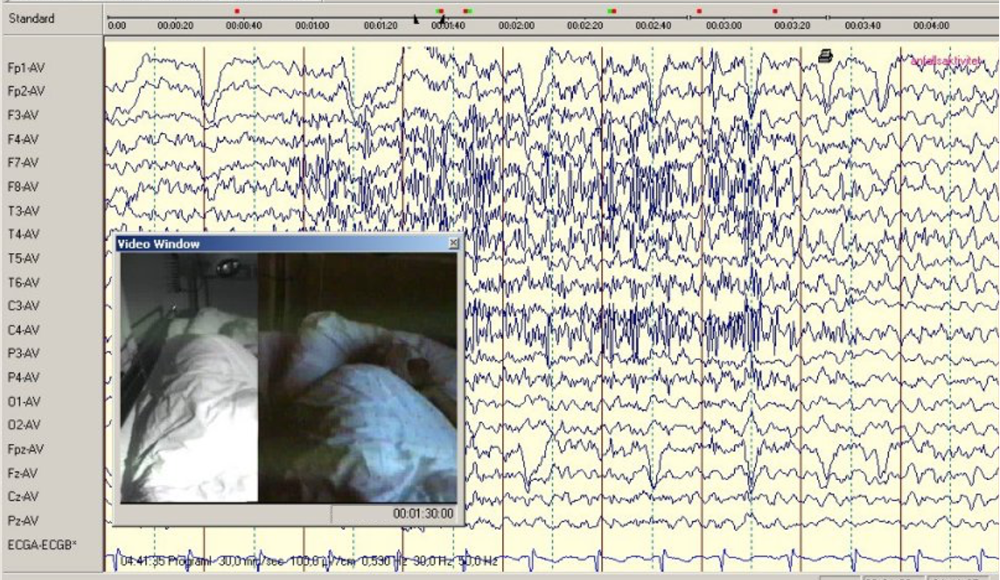 Standard
0:00 00:00:20 00:00:40 00:01:00 00:01:20 00:01:40 00:02:00 00:02:20 00:02:40 00:03:00 00:03:20 00:03:40 00:04:00
Fp1-AV
anfallsaktivitet
Fp2-AV
F3-AV
F4-AV
F7-AV
F8-AV
T3-AV
T4-AV
Video Window
T5-AV
T6-AV
C3-AV
C4-AV
P3-AV
P4-AV
O1-AV
O2-AV
Fpz-AV
Fz-AV
Cz-AV
00:01:30:00
Pz-AV
ECGA-ECGB*
04:41:35 Program1 30,0 mm/sec 100,0 µV/cm 0,530 Hz 30,0 Hz 50,0 Hz